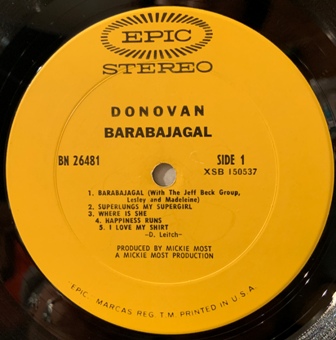 EPIC
STEREO
DONOVAN
BARABAJAGAL
BN 26481 SIDE 1
XSB 150537
1. BARABAJAGAL (With The Jeff Beck Group,
Lesley and Madeleine)
2. SUPERLUNGS MY SUPERGIRL
3. WHERE IS SHE
4. HAPPINESS RUNS
5. I LOVE MY SHIRT
-D. Leitch-
PRODUCED BY MICKIE MOST
A MICKIE MOST PRODUCTION
"EPIC," MARCAS REG. T.M. PRINTED IN U.S.A.